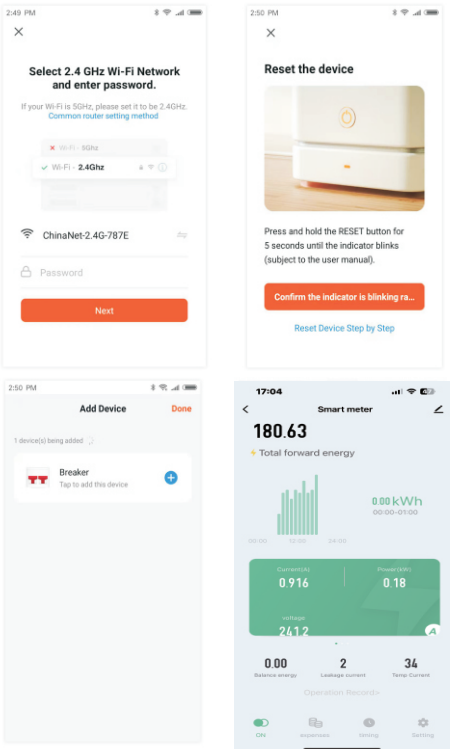 2:49 PM
Select 2.4 GHz Wi-Fi Network
and enter password.
If your Wi-Fi is 5GHz, please set it to be 2.4GHz.
Common router setting method
Wi-Fi - 5Ghz
Wi-Fi - 2.4Ghz
ChinaNet-2.4G-787E
Password
Next
2:50 PM
Reset the device
Press and hold the RESET button for
5 seconds until the indicator blinks
(subject to the user manual).
Confirm the indicator is blinking ra...
Reset Device Step by Step
2:50 PM
Add Device
Done
1 device(s) being added
Breaker
Tap to add this device
17:04
Smart meter
180.63
Total forward energy
0.00 kWh
00:00-01:00
00:00 12:00 24:00
Current(A)
Power(kW)
0.916
0.18
voltage
241.2
A
0.00
2
34
Balance energy
Leakage current
Temp Current
Operation Record>
ON
expenses
timing
Setting